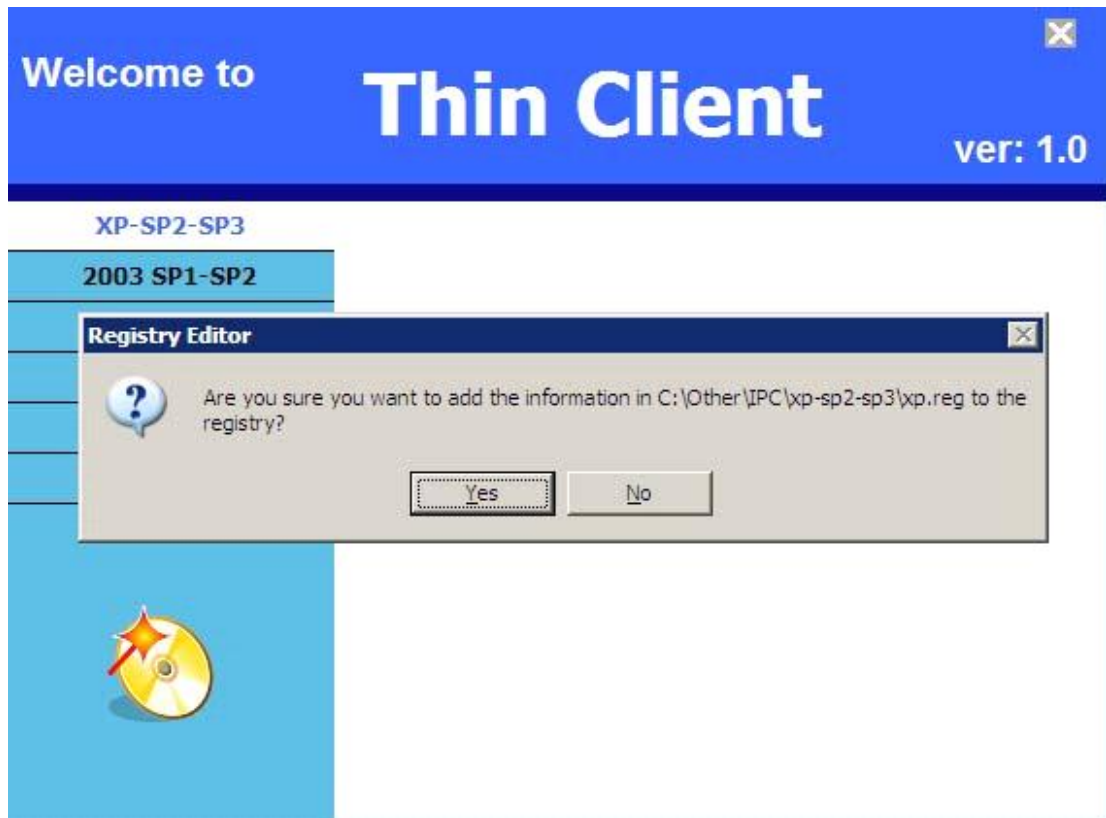 Welcome to
Thin Client
ver: 1.0
XP-SP2-SP3
2003 SP1-SP2
Registry Editor
Are you sure you want to add the information in C:\Other\IPC\xp-sp2-sp3\xp.reg to the
registry?
Yes
No